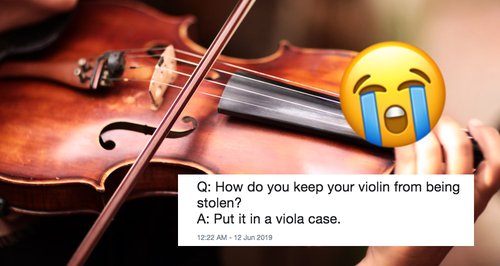 Q: How do you keep your violin from being
stolen?
A: Put it in a viola case.
12:22 AM - 12 Jun 2019